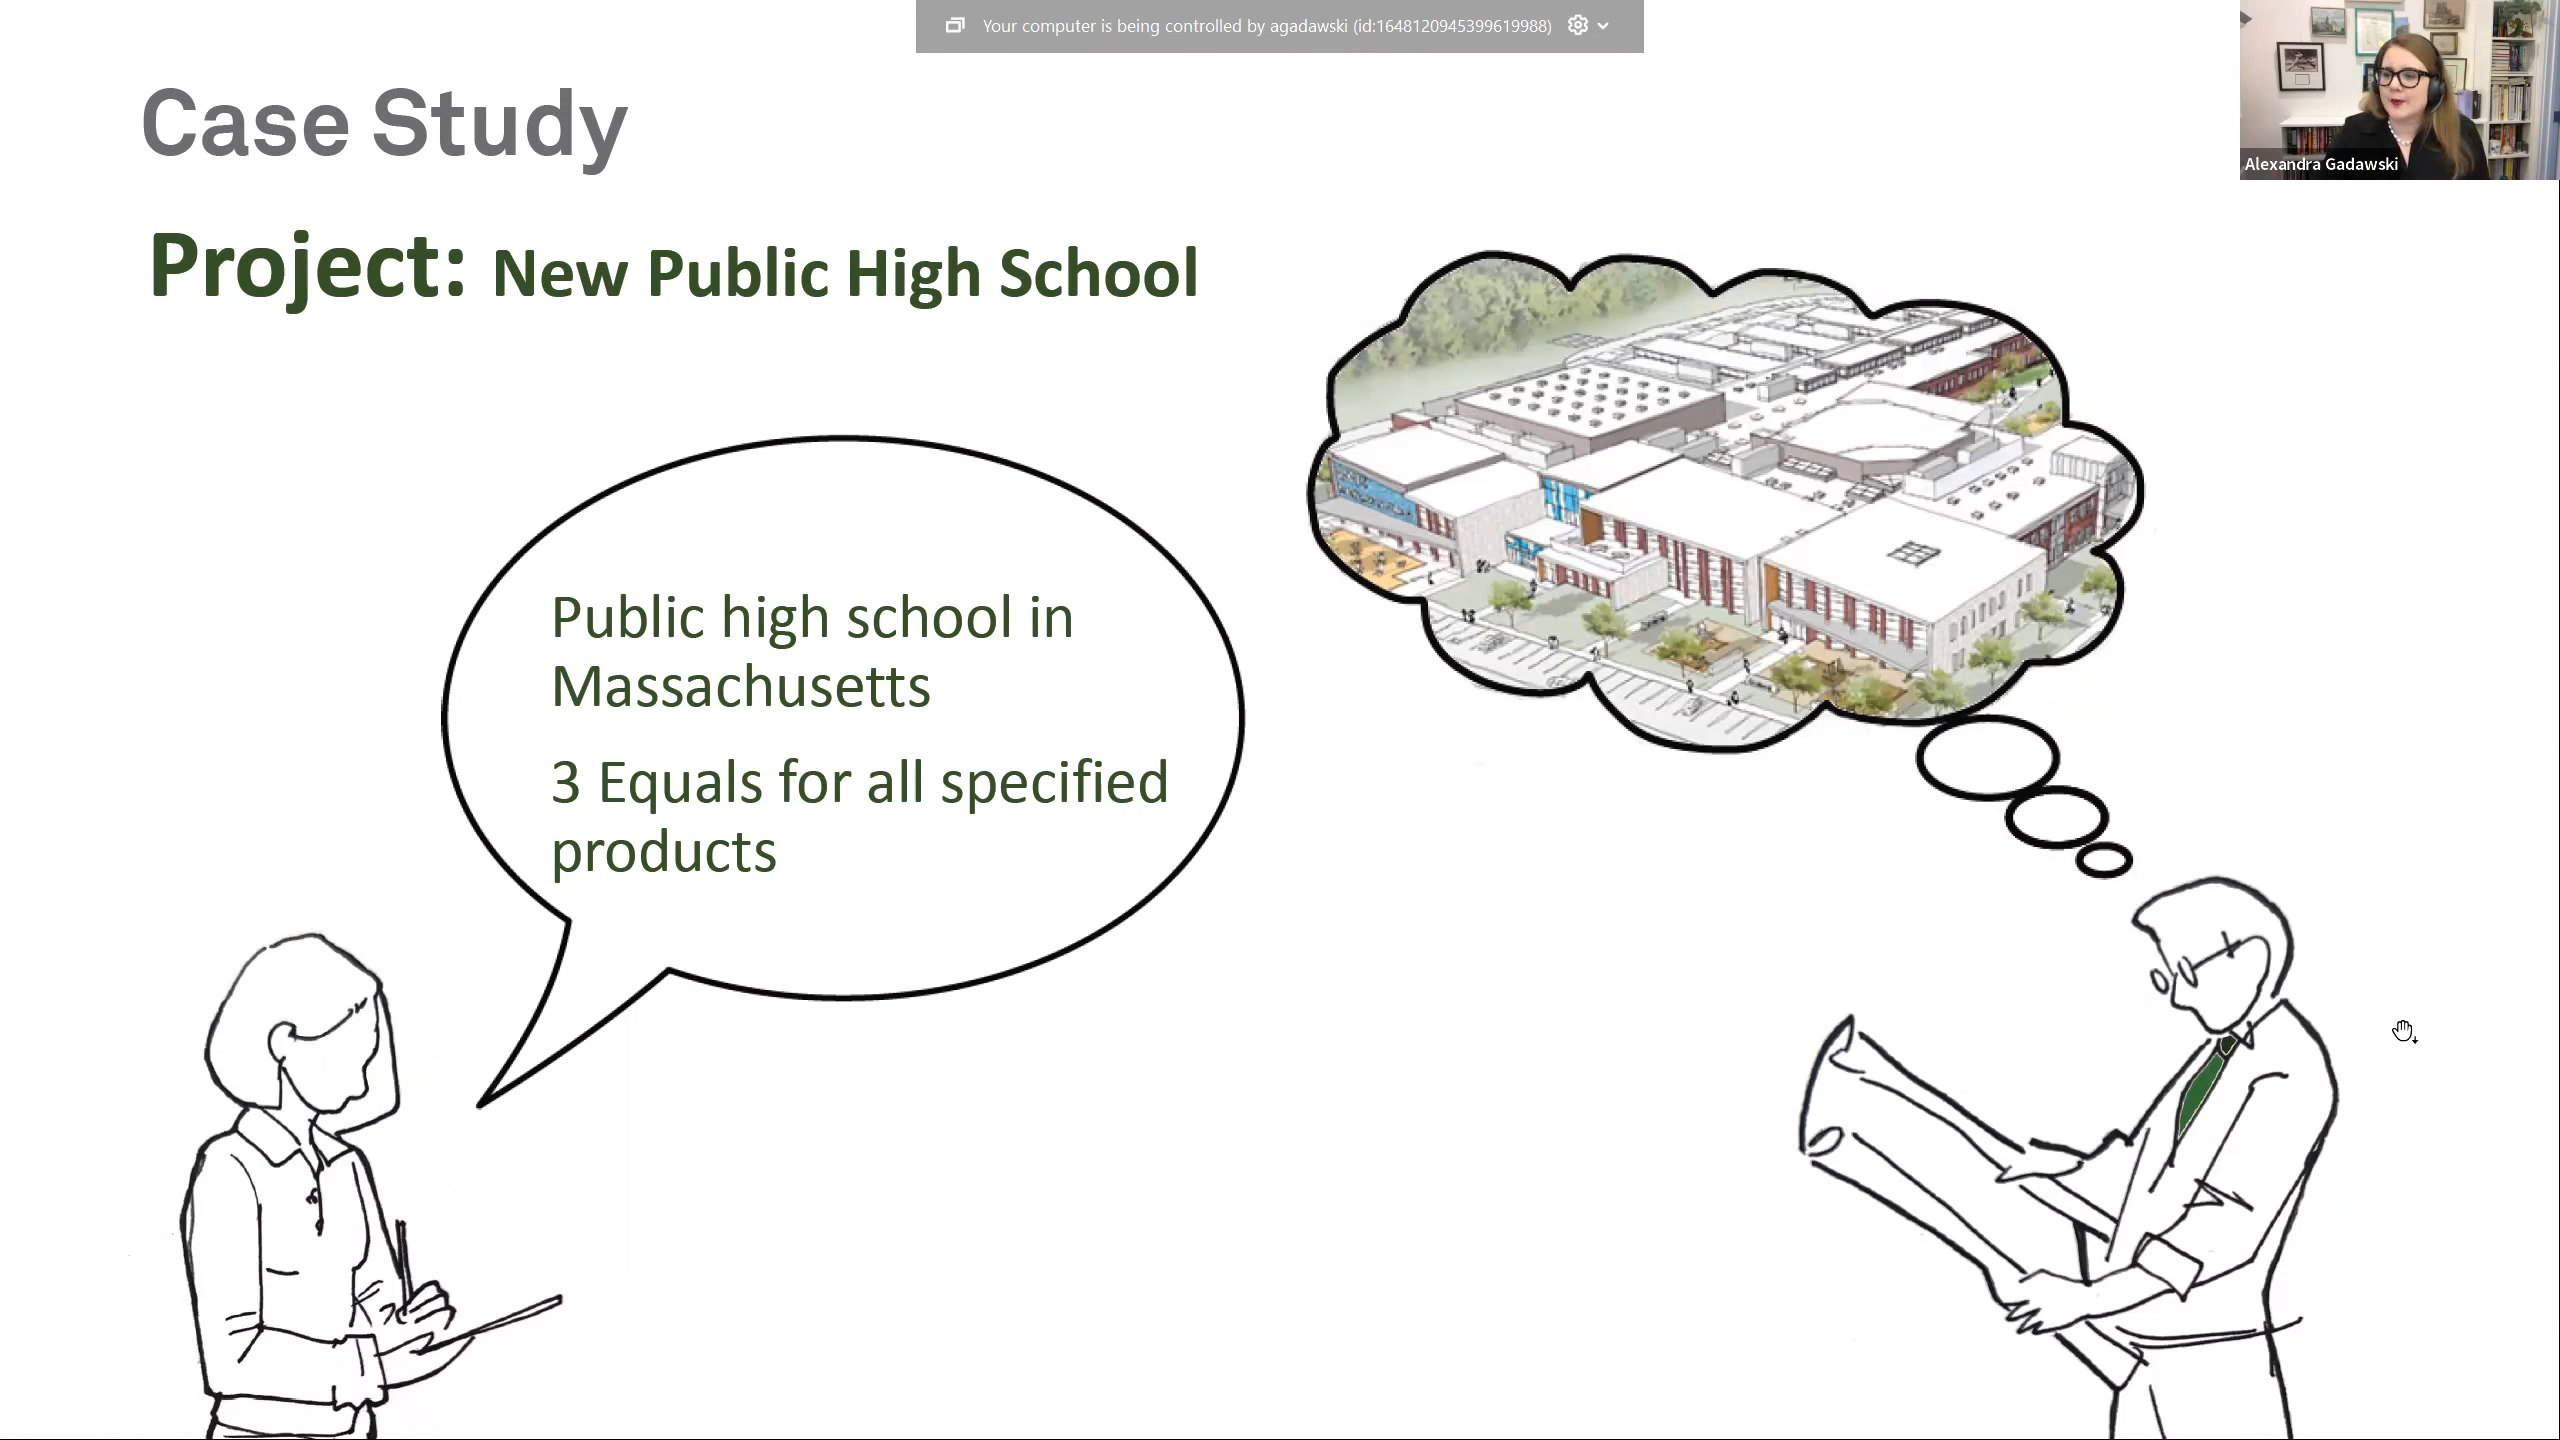 Your computer is being controlled by agadawski (id:1648120945399619988)
Case Study
Alexandra Gadawski
Project: New Public High School
Public high school in
Massachusetts
3 Equals for all specified
products